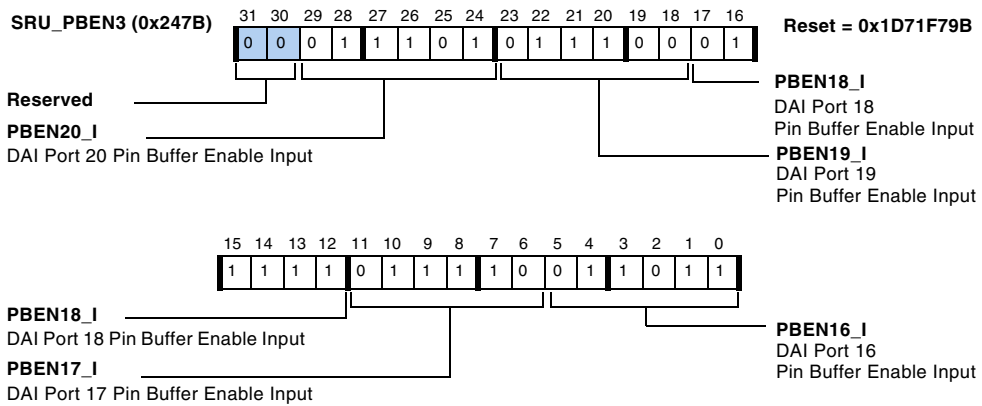 SRU_PBEN3 (0x247B)
31 30 29 28 27 26 25 24 23 22 21 20 19 18 17 16
Reset = 0x1D71F79B
0 0 0 1 1 1 0 1 0 1 1 1 0 0 0 1
Reserved
PBEN20_I
DAI Port 20 Pin Buffer Enable Input
PBEN18_I
DAI Port 18
Pin Buffer Enable Input
PBEN19_I
DAI Port 19
Pin Buffer Enable Input
15 14 13 12 11 10 9 8 7 6 5 4 3 2 1 0
1 1 1 1 0 1 1 1 1 0 0 1 1 0 1 1
PBEN18_I
DAI Port 18 Pin Buffer Enable Input
PBEN17_I
DAI Port 17 Pin Buffer Enable Input
PBEN16_I
DAI Port 16
Pin Buffer Enable Input